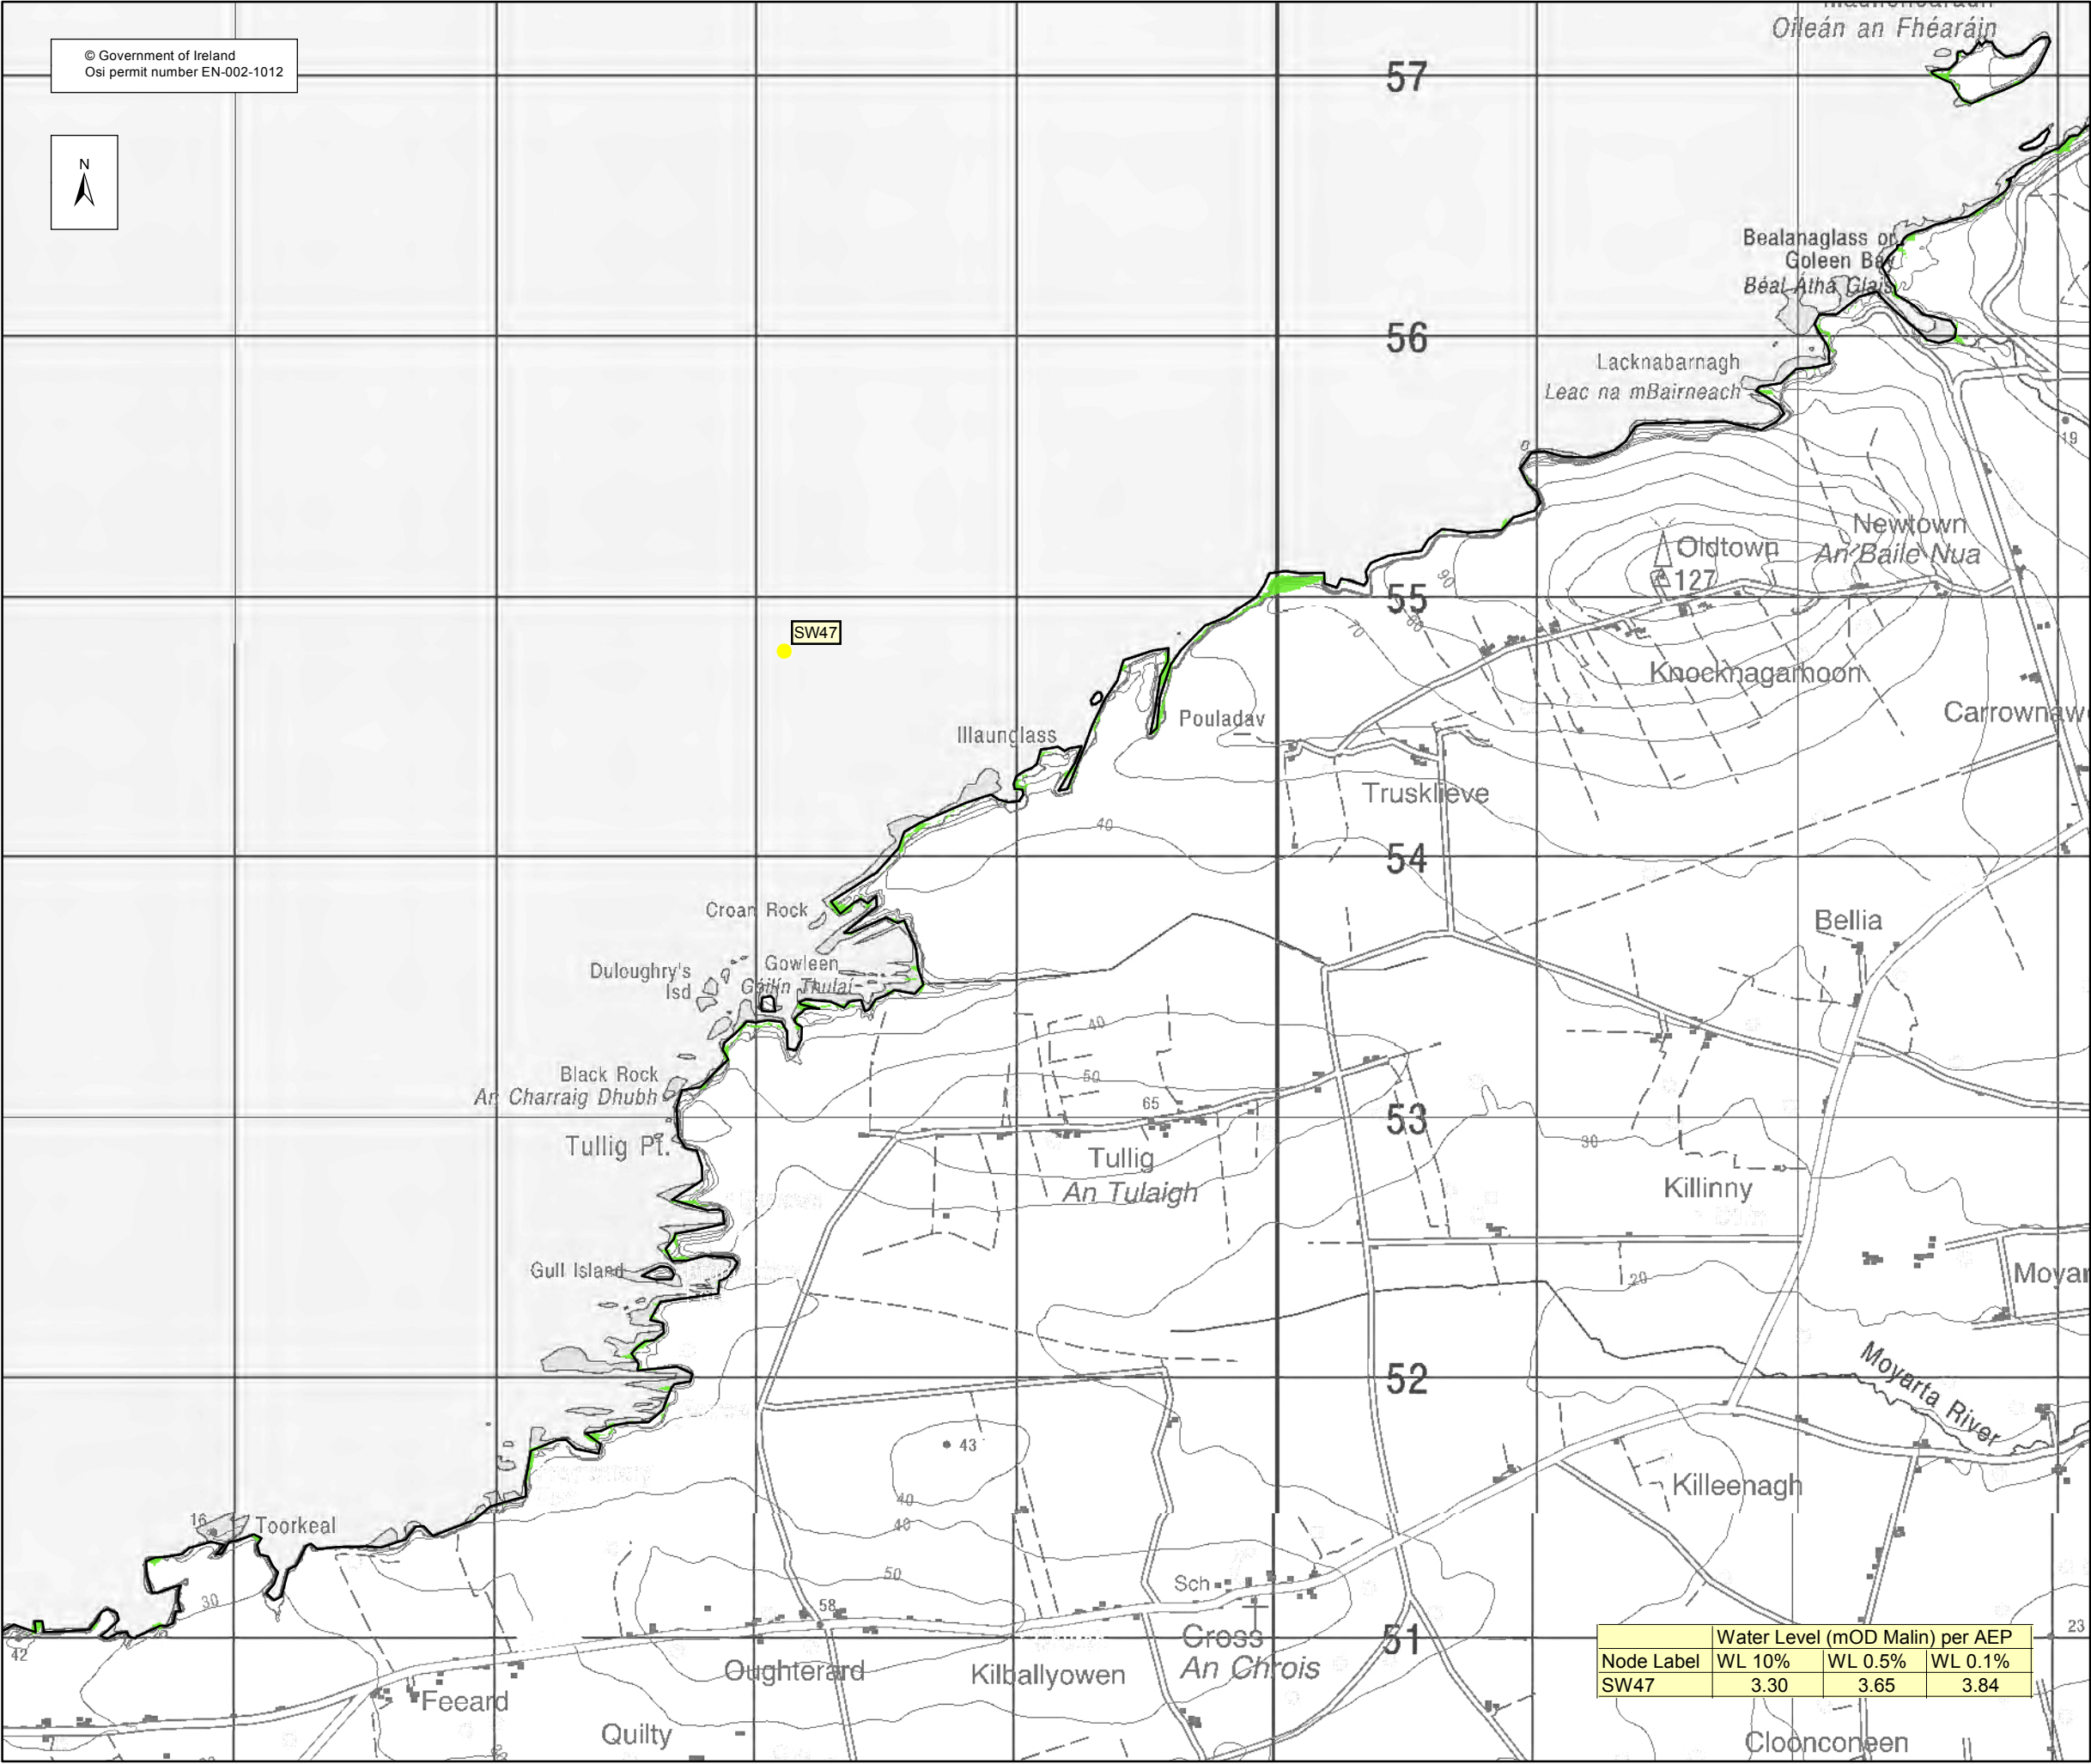 Oileán an Fhéaráin
© Government of Ireland
Osi permit number EN-002-1012
57
N
Bealanaglass or
Goleen Bay
Béal Átha Glais
56
Lacknabarnagh
Leac na mBairneach
19
Newtown
An Baile Nua
Oldtown
127
90
55
80
70
SW47
Knocknagarhoon
Pouladav
Carrownaw
Illaunglass
Trusklieve
40
54
Croan Rock
Bellia
Gowleen
Góilín Thulaí
Duloughry's
Isd
40
Black Rock
An Charraig Dhubh
50
65
53
30
Tullig Pt.
Tullig
An Tulaigh
Killinny
Gull Island
20
Moyar
52
Moyarta River
43
40
40
Killeenagh
16
Toorkeal
50
Sch
30
58
42
Cross
An Chrois
51
23
Oughterard
Kilballyowen
Feeard
Quilty
Water Level (mOD Malin) per AEP
Node Label WL 10% WL 0.5% WL 0.1%
SW47 3.30 3.65 3.84
Cloonconeen